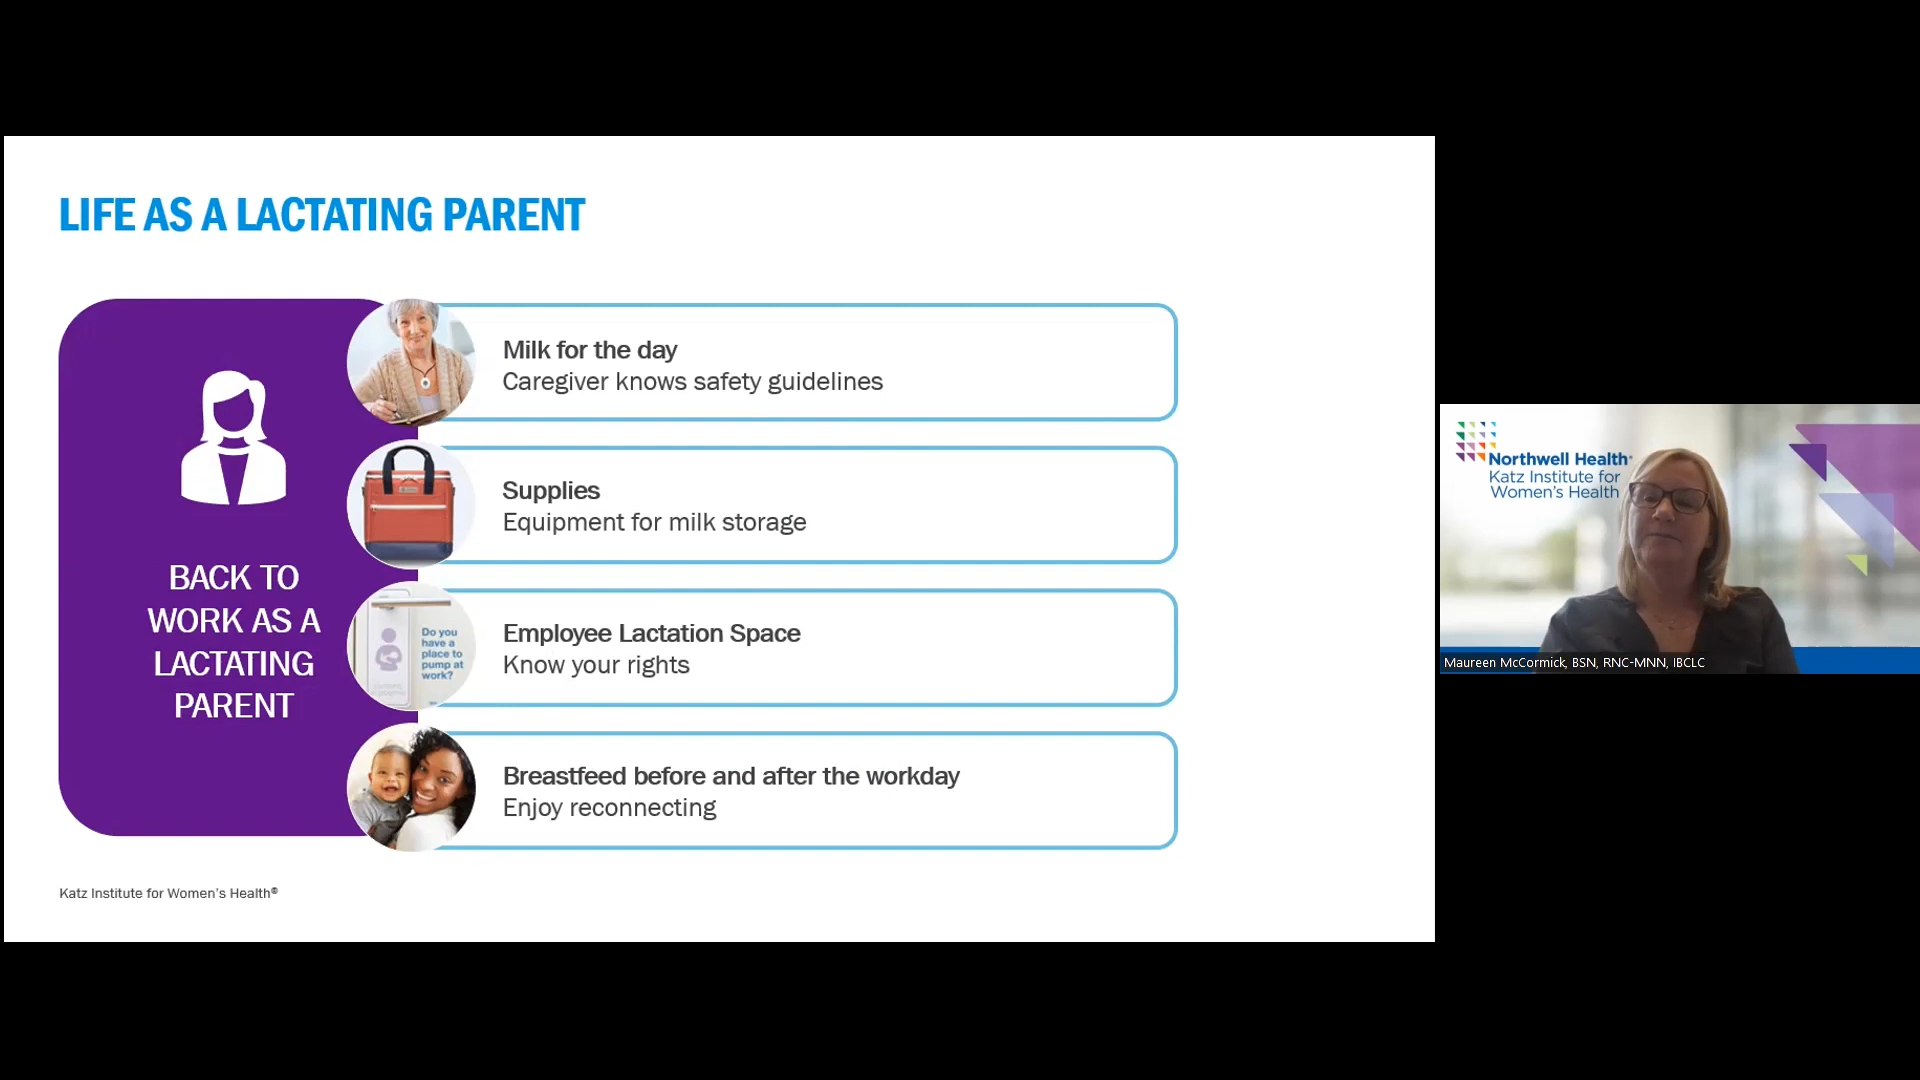 LIFE AS A LACTATING PARENT
BACK TO
WORK AS A
LACTATING
PARENT
Milk for the day
Caregiver knows safety guidelines
Supplies
Equipment for milk storage
Do you
have a
place to
pump at
work?
Employee Lactation Space
Know your rights
Breastfeed before and after the workday
Enjoy reconnecting
Katz Institute for Women's Health®
Northwell Health®
Katz Institute for
Women's Health
Maureen McCormick, BSN, RNC-MNN, IBCLC